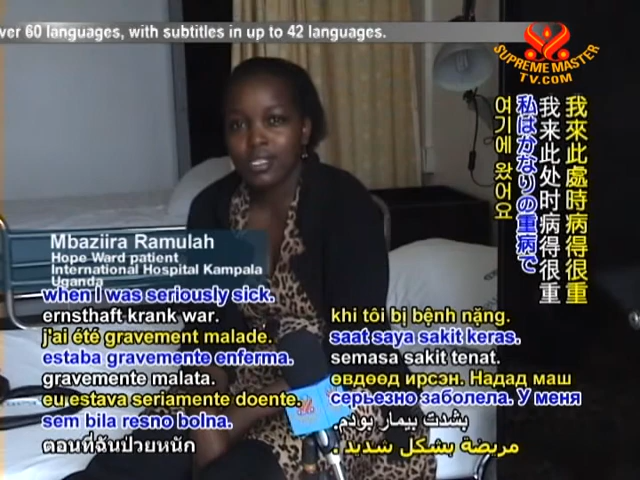 ver 60 languages, with subtitles in up to 42 languages.
SUPREME MASTER
TV.COM
我來此處時病得很重
我来此处时病得很重
私はかなりの重病で
여기에 왔어요
Mbaziira Ramulah
Hope Ward patient
International Hospital Kampala
Uganda
when I was seriously sick.
ernsthaft krank war.
j'ai été gravement malade.
estaba gravemente enferma.
gravemente malata.
eu estava seriamente doente.
sem bila resno bolna.
ตอนที่ฉันป่วยหนัก
khi tôi bị bệnh nặng.
saat saya sakit keras.
semasa sakit tenat.
өвдөөд ирсэн. Надад маш
серьезно заболела. У меня
بشدت بیمار بودم.
مريضة بشكل شديد .